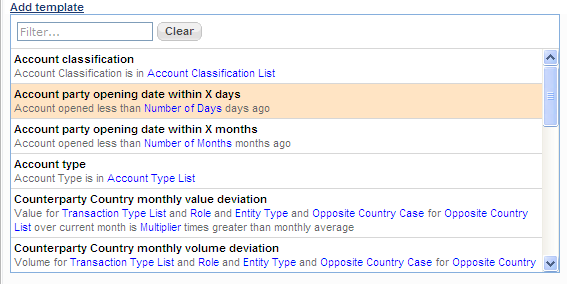 Add template
Filter...
Clear
Account classification
Account Classification is in Account Classification List
Account party opening date within X days
Account opened less than Number of Days days ago
Account party opening date within X months
Account opened less than Number of Months months ago
Account type
Account Type is in Account Type List
Counterparty Country monthly value deviation
Value for Transaction Type List and Role and Entity Type and Opposite Country Case for Opposite Country
List over current month is Multiplier times greater than monthly average
Counterparty Country monthly volume deviation
Volume for Transaction Type List and Role and Entity Type and Opposite Country Case for Opposite Country